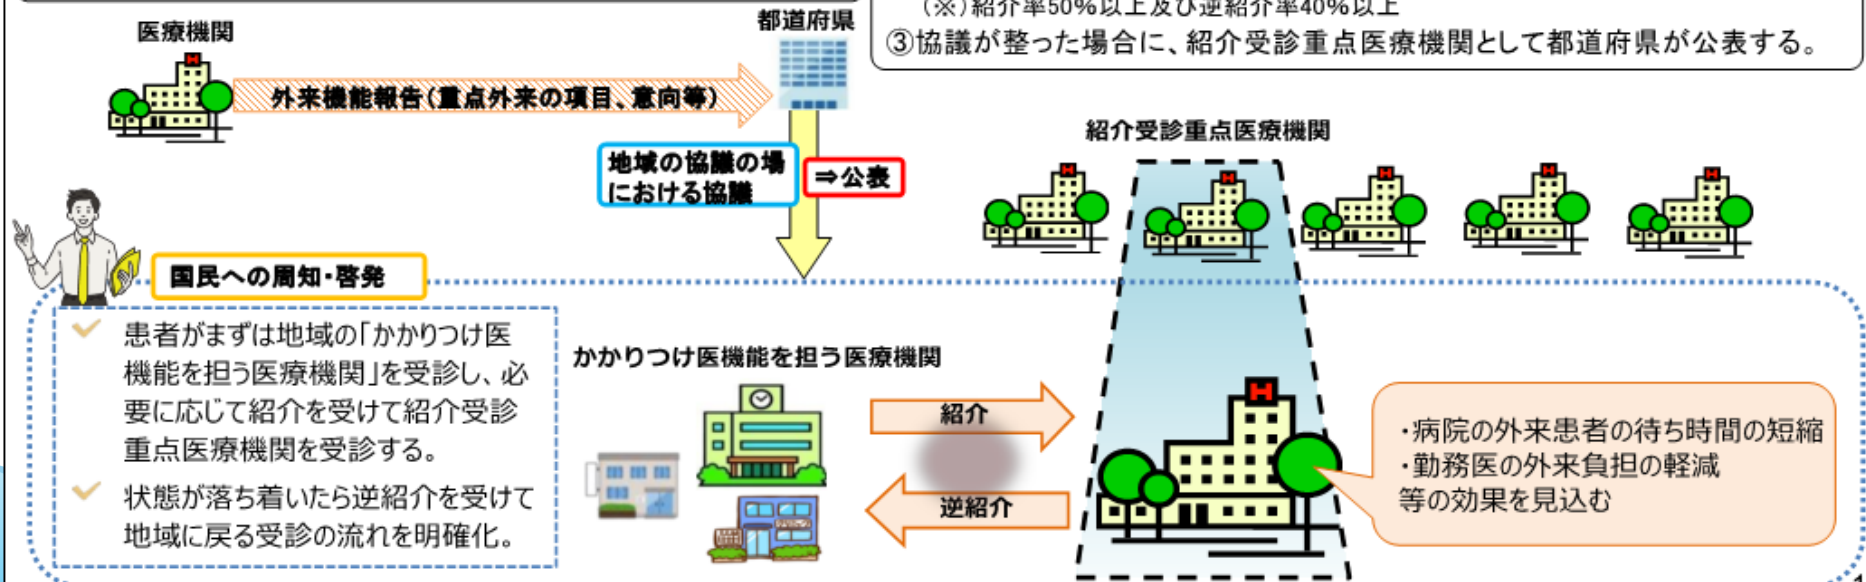 (※)紹介率50%以上及び逆紹介率40%以上
③協議が整った場合に、紹介受診重点医療機関として都道府県が公表する。
医療機関
都道府県
外来機能報告(重点外来の項目、意向等)
地域の協議の場
における協議
⇒公表
紹介受診重点医療機関
H
H
H
H
H
H
国民への周知・啓発
患者がまずは地域の「かかりつけ医
機能を担う医療機関」を受診し、必
要に応じて紹介を受けて紹介受診
重点医療機関を受診する。
状態が落ち着いたら逆紹介を受けて
地域に戻る受診の流れを明確化。
かかりつけ医機能を担う医療機関
紹介
逆紹介
H
・病院の外来患者の待ち時間の短縮
・勤務医の外来負担の軽減
等の効果を見込む